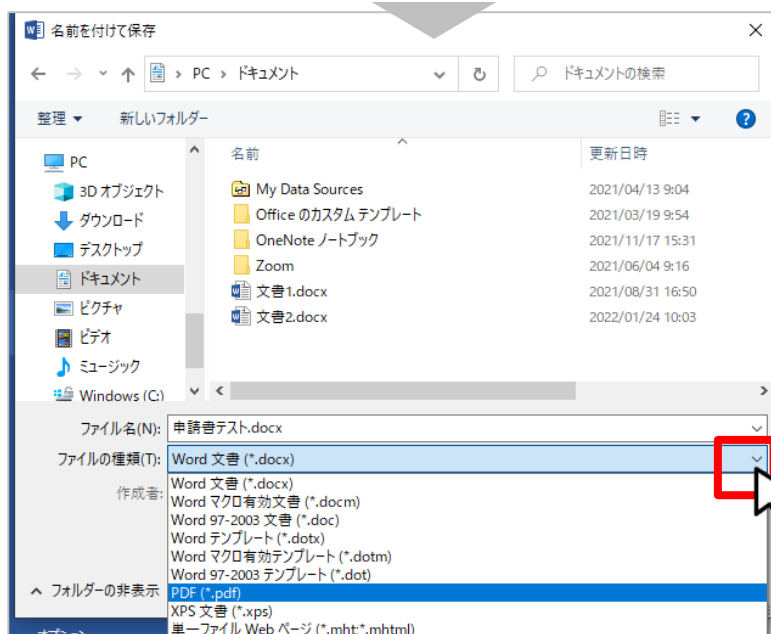 名前を付けて保存
PC › ドキュメント
ドキュメントの検索
整理
新しいフォルダー
名前
更新日時
PC
3D オブジェクト
ダウンロード
デスクトップ
ドキュメント
ピクチャ
ビデオ
ミュージック
Windows (C:)
My Data Sources 2021/04/13 9:04
Office のカスタム テンプレート 2021/03/19 9:54
OneNote ノートブック 2021/11/17 15:31
Zoom 2021/06/04 9:16
文書1.docx 2021/08/31 16:50
文書2.docx 2022/01/24 10:03
ファイル名(N): 申請書テスト.docx
ファイルの種類(T): Word 文書 (*.docx)
作成者:
Word 文書 (*.docx)
Word マクロ有効文書 (*.docm)
Word 97-2003 文書 (*.doc)
Word テンプレート (*.dotx)
Word マクロ有効テンプレート (*.dotm)
Word 97-2003 テンプレート (*.dot)
フォルダーの非表示
PDF (*.pdf)
XPS 文書 (*.xps)
単一ファイル Web ページ (*.mht;*.mhtml)